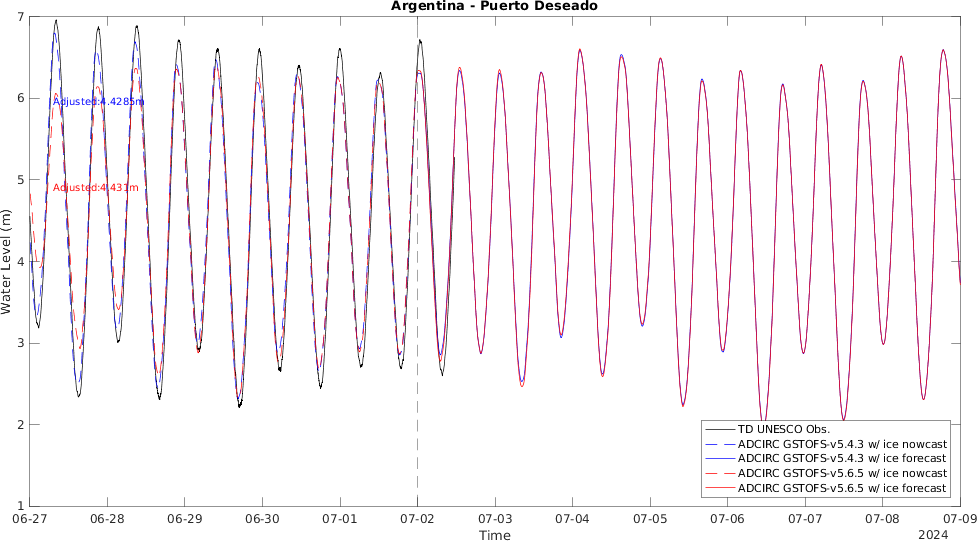 Argentina - Puerto Deseado
7
6
5
4
3
2
1
Water Level (m)
Adjusted:4.4285m
Adjusted:4.431m
TD UNESCO Obs.
ADCIRC GSTOFS-v5.4.3 w/ ice nowcast
ADCIRC GSTOFS-v5.4.3 w/ ice forecast
ADCIRC GSTOFS-v5.6.5 w/ ice nowcast
ADCIRC GSTOFS-v5.6.5 w/ ice forecast
06-27 06-28 06-29 06-30 07-01 07-02 07-03 07-04 07-05 07-06 07-07 07-08 07-09
Time
2024